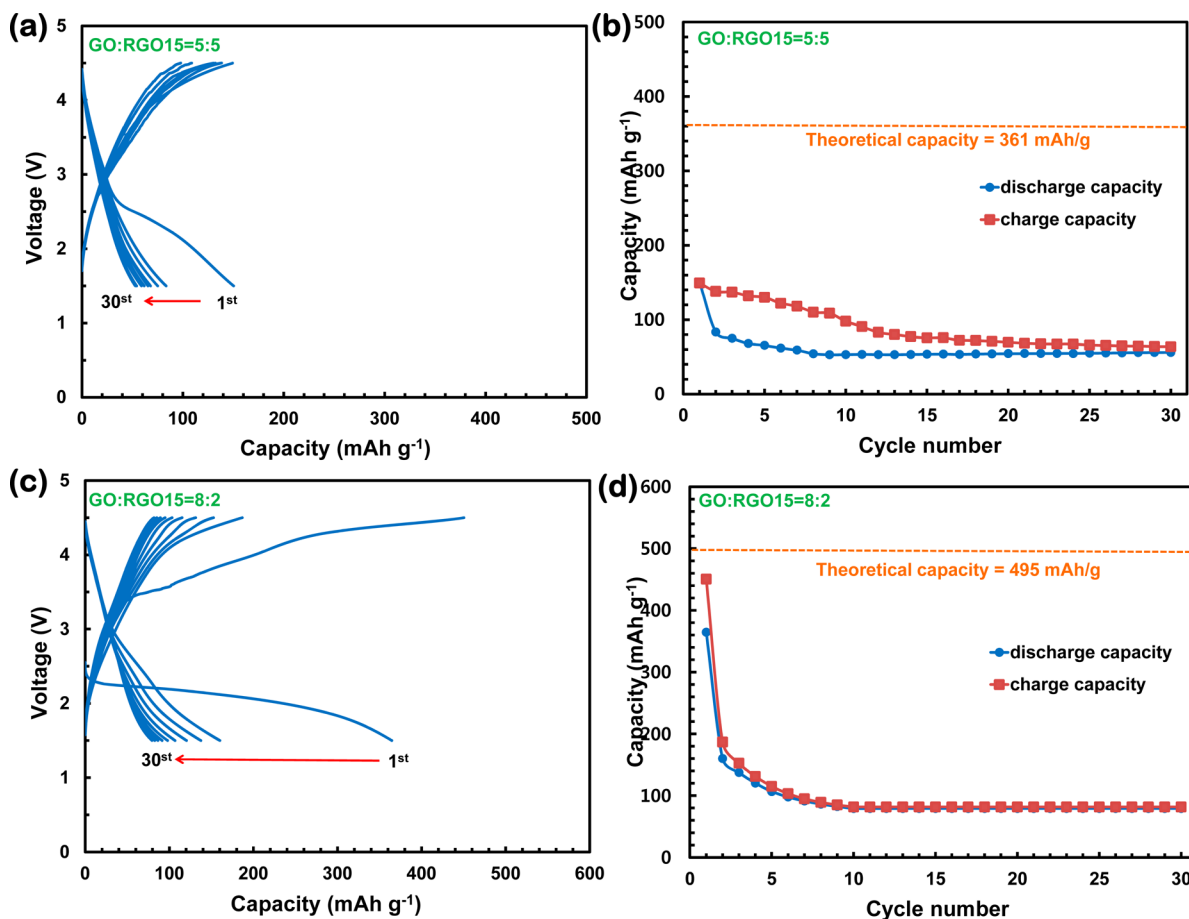 (a)
GO:RGO15=5:5
5
4
3
2
1
0
Voltage (V)
30st
1st
0 100 200 300 400 500
Capacity (mAh g-1)
(b)
GO:RGO15=5:5
500
400
300
200
100
0
Capacity (mAh g-1)
Theoretical capacity = 361 mAh/g
discharge capacity
charge capacity
0 5 10 15 20 25 30
Cycle number
(c)
GO:RGO15=8:2
5
4
3
2
1
0
Voltage (V)
30st
1st
0 100 200 300 400 500 600
Capacity (mAh g-1)
(d)
GO:RGO15=8:2
600
500
400
300
200
100
0
Capacity (mAh g-1)
Theoretical capacity = 495 mAh/g
discharge capacity
charge capacity
0 5 10 15 20 25 30
Cycle number